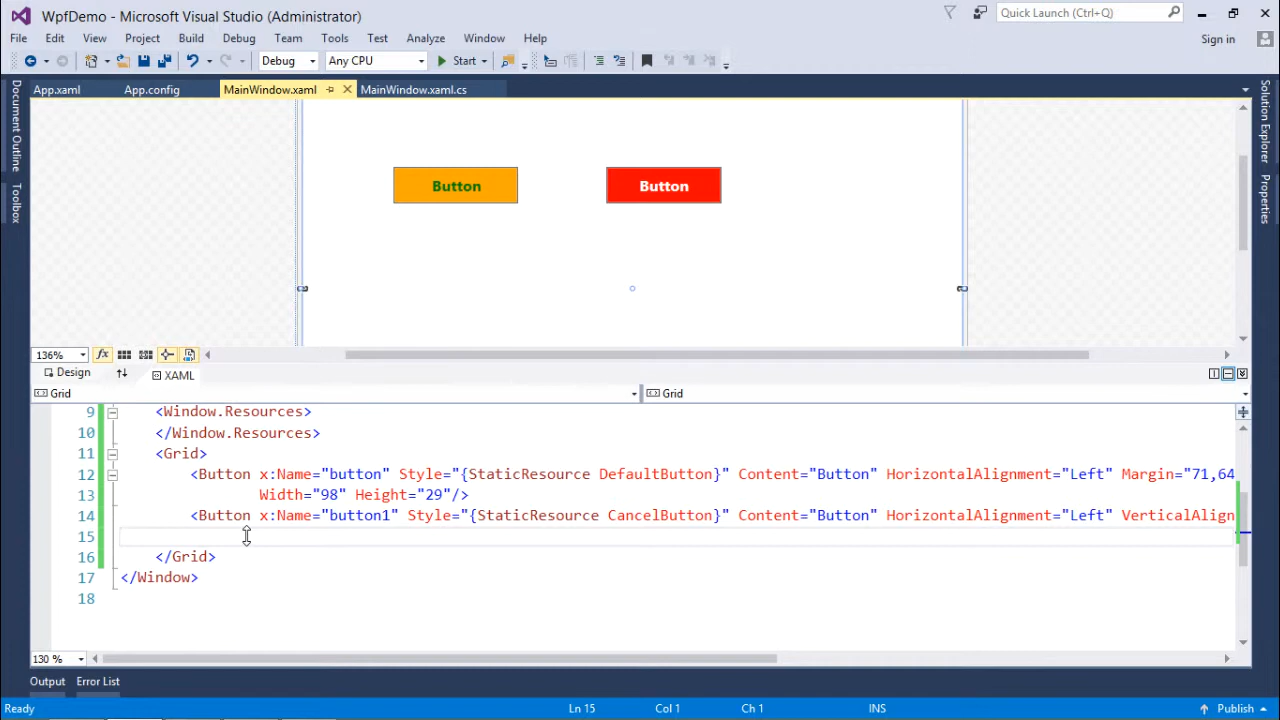 WpfDemo - Microsoft Visual Studio (Administrator)
Quick Launch (Ctrl+Q)
File Edit View Project Build Debug Team Tools Test Analyze Window Help
Sign in
Debug Any CPU Start
App.xaml App.config MainWindow.xaml MainWindow.xaml.cs
Document Outline
Toolbox
Solution Explorer
Properties
Button Button
136%
fx
Design XAML
Grid Grid
9 <Window.Resources>
10 </Window.Resources>
11 <Grid>
12 <Button x:Name="button" Style="{StaticResource DefaultButton}" Content="Button" HorizontalAlignment="Left" Margin="71,64
13 Width="98" Height="29"/>
14 <Button x:Name="button1" Style="{StaticResource CancelButton}" Content="Button" HorizontalAlignment="Left" VerticalAlign
15
16 </Grid>
17 </Window>
18
130 %
Output Error List
Ready Ln 15 Col 1 Ch 1 INS Publish